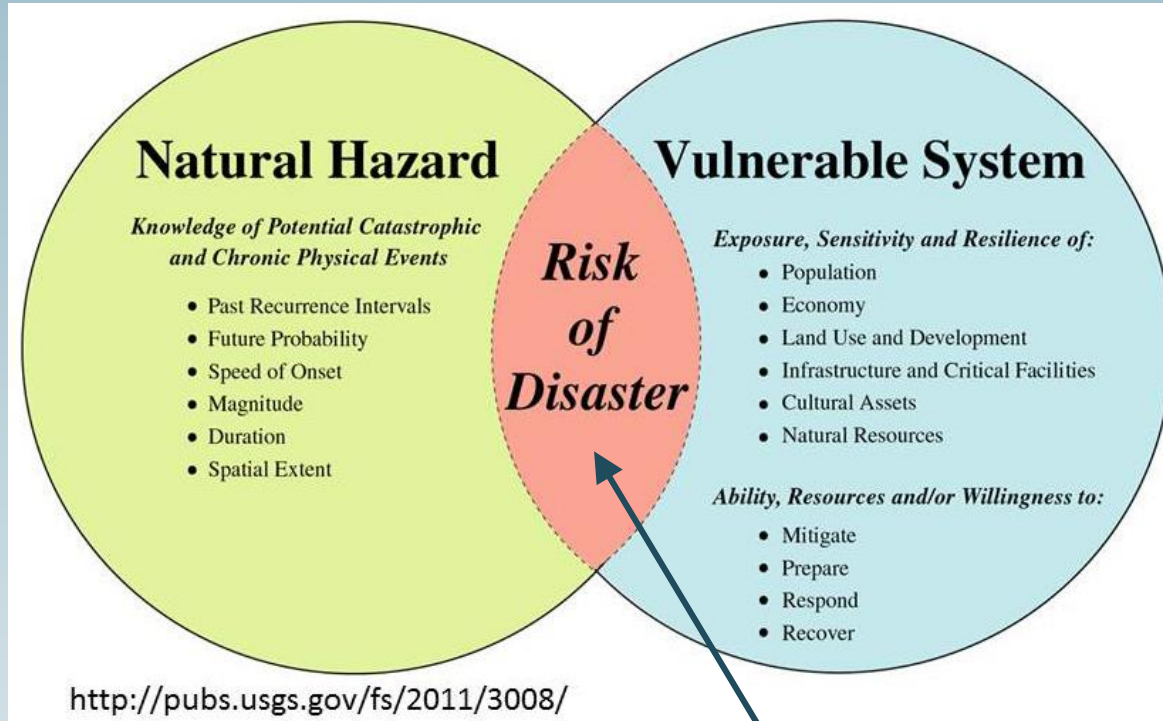 Natural Hazard
Knowledge of Potential Catastrophic
and Chronic Physical Events
• Past Recurrence Intervals
• Future Probability
• Speed of Onset
• Magnitude
• Duration
• Spatial Extent
Risk
of
Disaster
Vulnerable System
Exposure, Sensitivity and Resilience of:
• Population
• Economy
• Land Use and Development
• Infrastructure and Critical Facilities
• Cultural Assets
• Natural Resources
Ability, Resources and/or Willingness to:
• Mitigate
• Prepare
• Respond
• Recover
http://pubs.usgs.gov/fs/2011/3008/